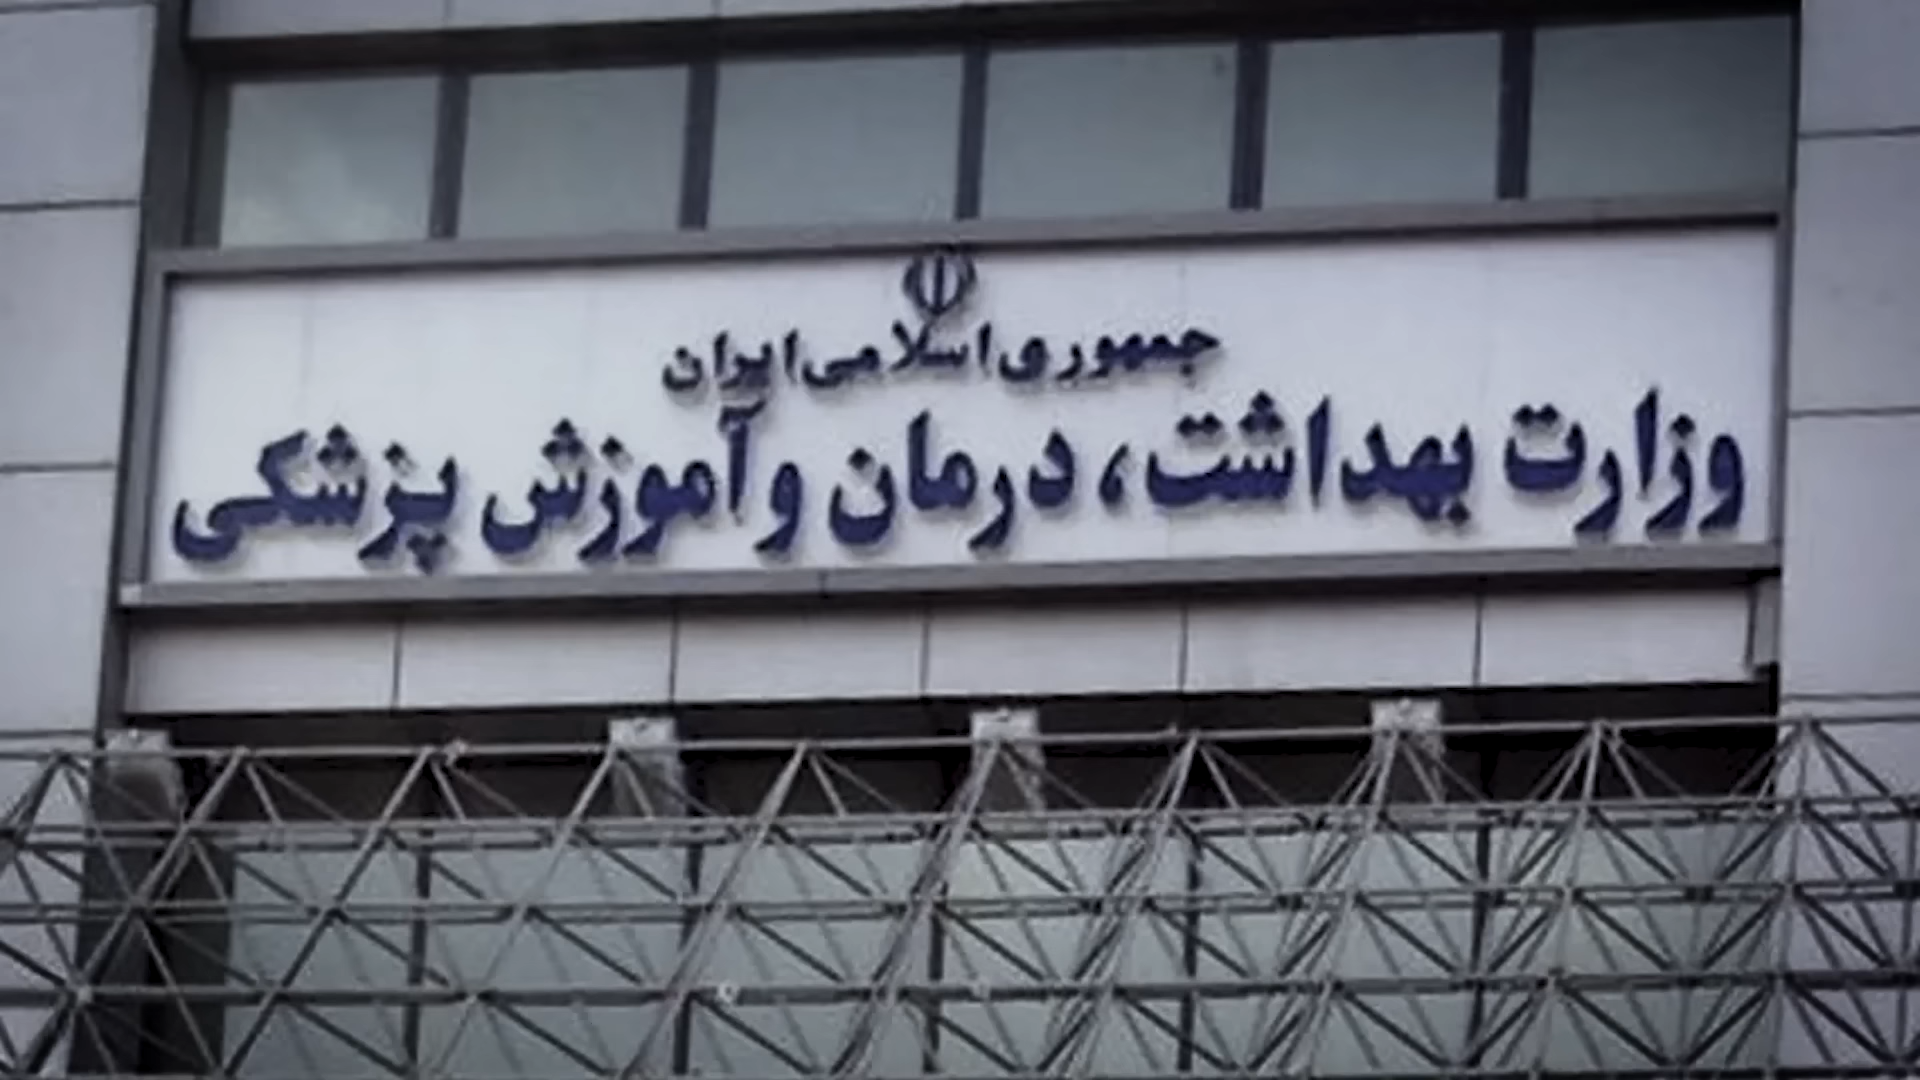 جمهوری اسلامی ایران
وزارت بهداشت، درمان و آموزش پزشکی